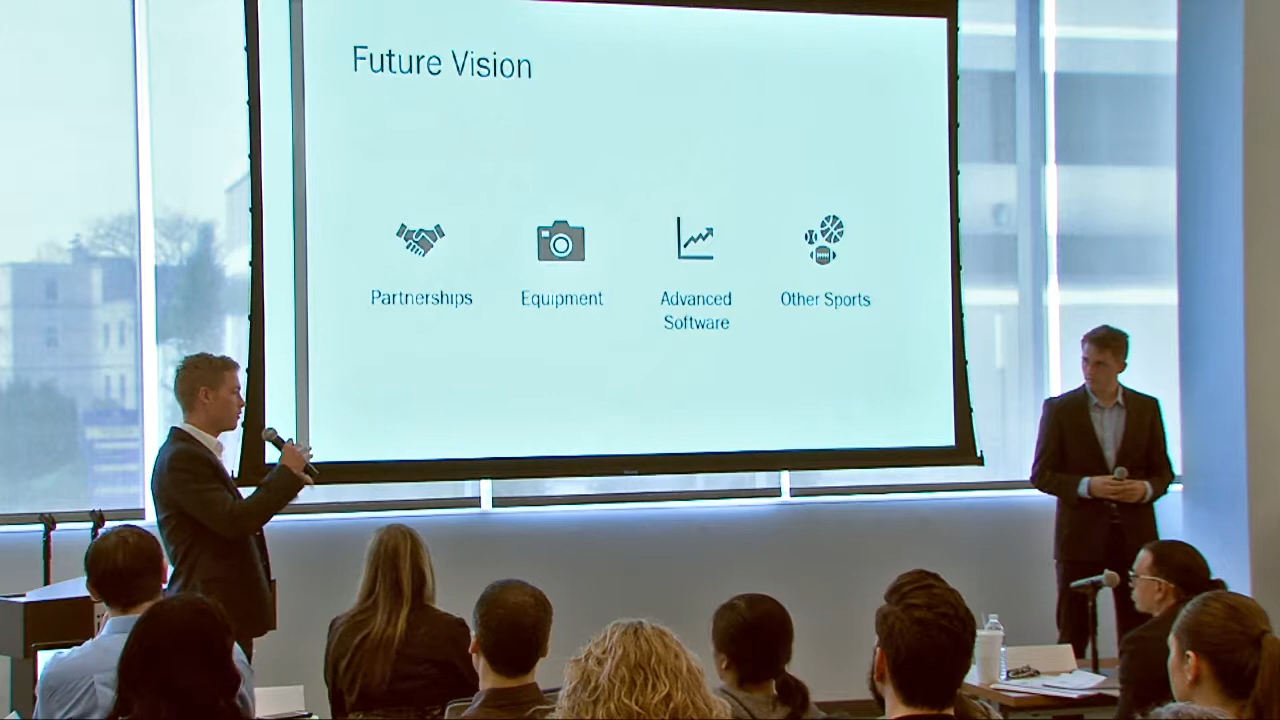 Future Vision
Partnerships
Equipment
Advanced
Software
Other Sports